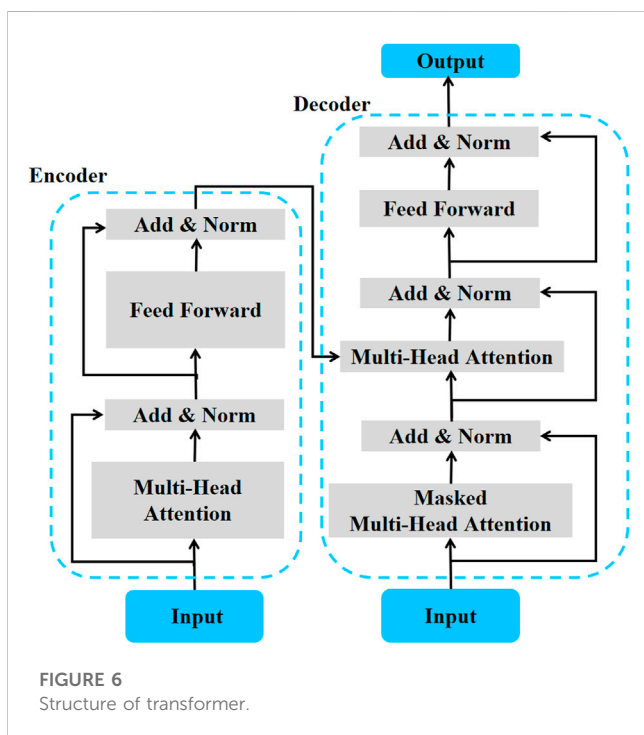 Output
Decoder
Add & Norm
Feed Forward
Add & Norm
Multi-Head Attention
Add & Norm
Masked
Multi-Head Attention
Input
Encoder
Add & Norm
Feed Forward
Add & Norm
Multi-Head
Attention
Input
FIGURE 6
Structure of transformer.